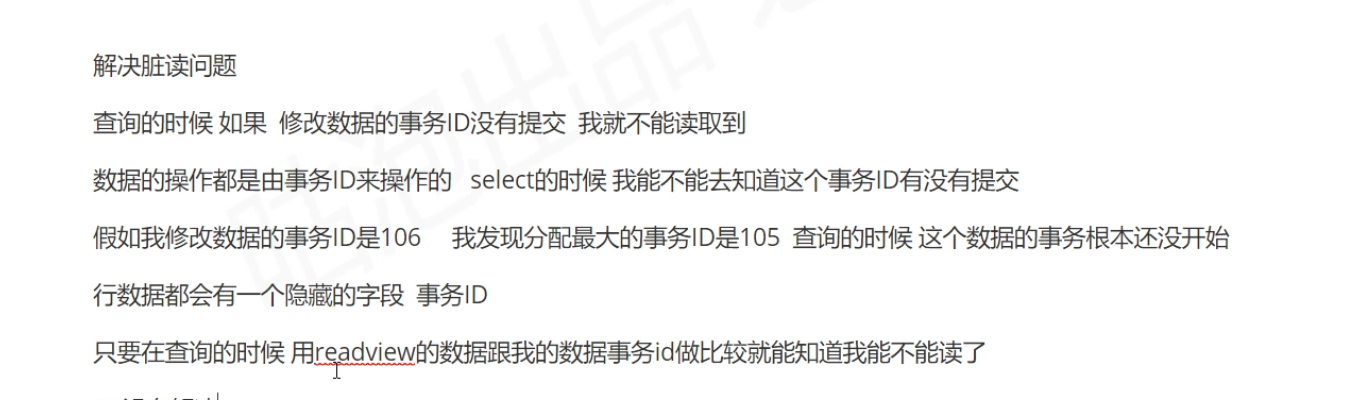 解决脏读问题
查询的时候 如果 修改数据的事务ID没有提交 我就不能读取到
数据的操作都是由事务ID来操作的 select的时候 我能不能去知道这个事务ID有没有提交
假如我修改数据的事务ID是106 我发现分配最大的事务ID是105 查询的时候 这个数据的事务根本还没开始
行数据都会有一个隐藏的字段 事务ID
只要在查询的时候 用readview的数据跟我的数据事务id做比较就能知道我能不能读了